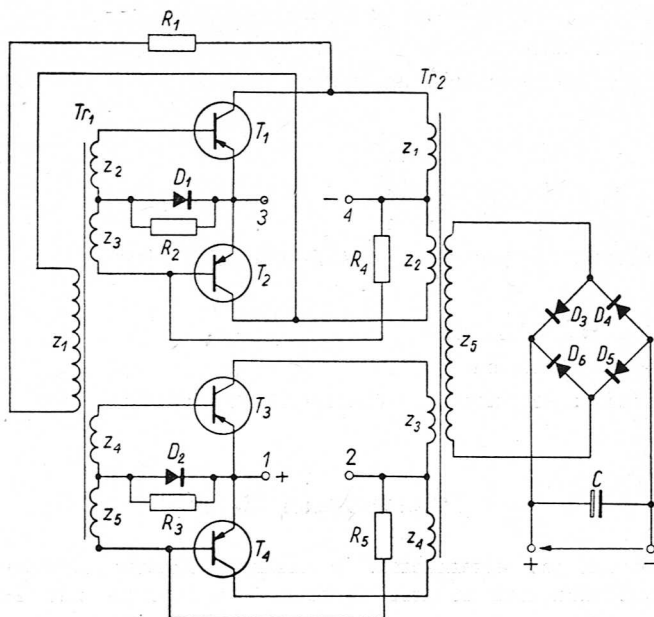 R1
Tr1
Tr2
T1
z2
z1
D1
3
− 4
R2
z3
R4
z2
T2
z1
z5
D3
D4
D6
D5
T3
z4
z3
D2
1 +
2
R3
z5
R5
T4
z4
C
+
−